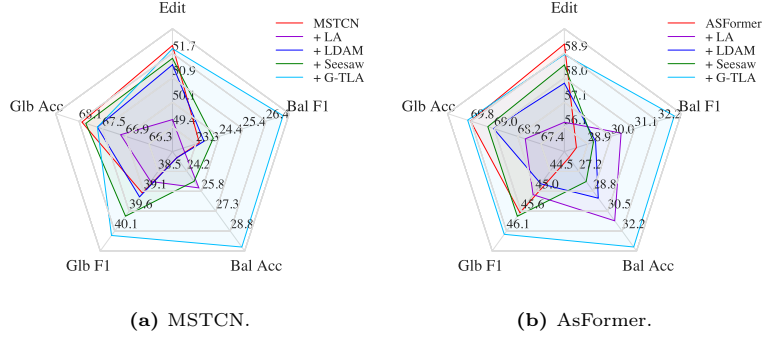 Edit
MSTCN
+ LA
+ LDAM
+ Seesaw
+ G-TLA
51.7
50.9
50.1
49.4
Glb Acc
68.1
67.5
66.9
66.3
Bal F1
26.4
25.4
24.4
23.3
38.5
39.1
39.6
40.1
24.2
25.8
27.3
28.8
Glb F1
Bal Acc
(a) MSTCN.
Edit
ASFormer
+ LA
+ LDAM
+ Seesaw
+ G-TLA
58.9
58.0
57.1
56.1
Glb Acc
69.8
69.0
68.2
67.4
Bal F1
32.2
31.1
30.0
28.9
44.5
45.0
45.6
46.1
27.2
28.8
30.5
32.2
Glb F1
Bal Acc
(b) AsFormer.